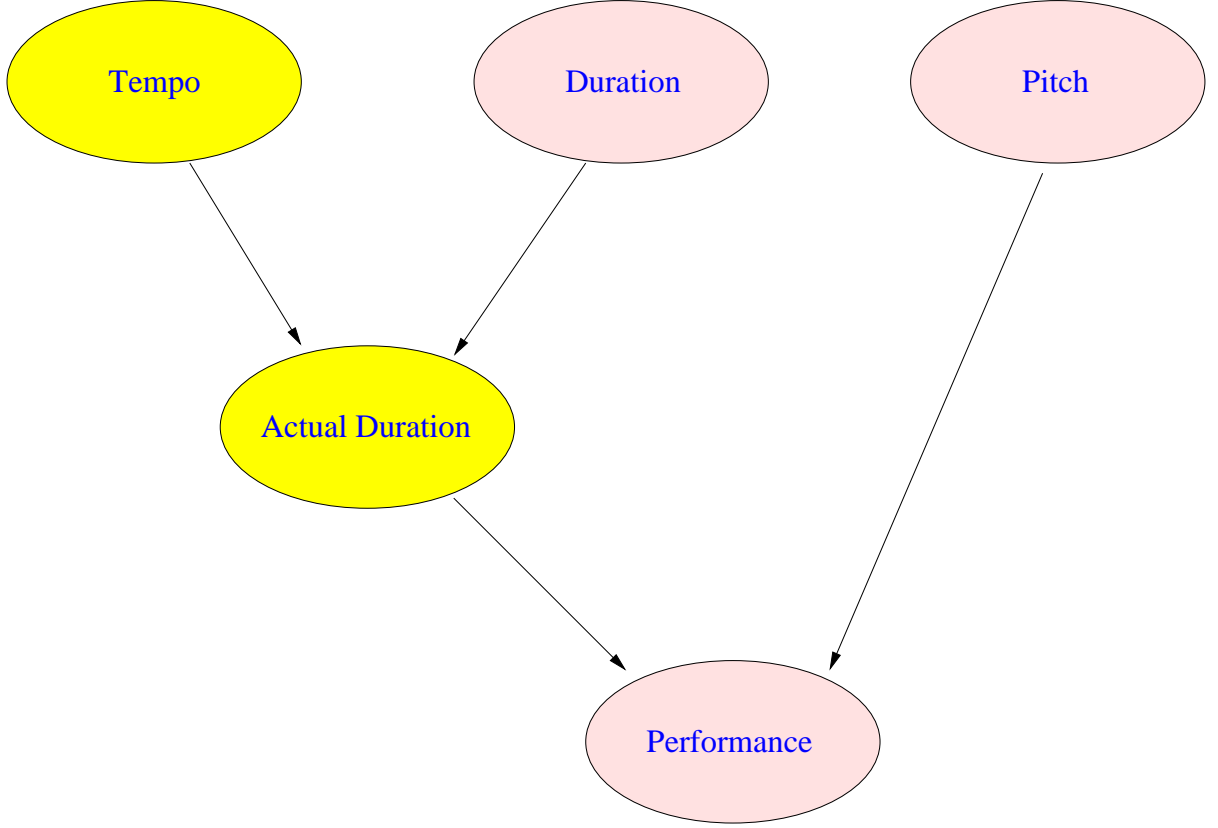 Tempo
Duration
Pitch
Actual Duration
Performance